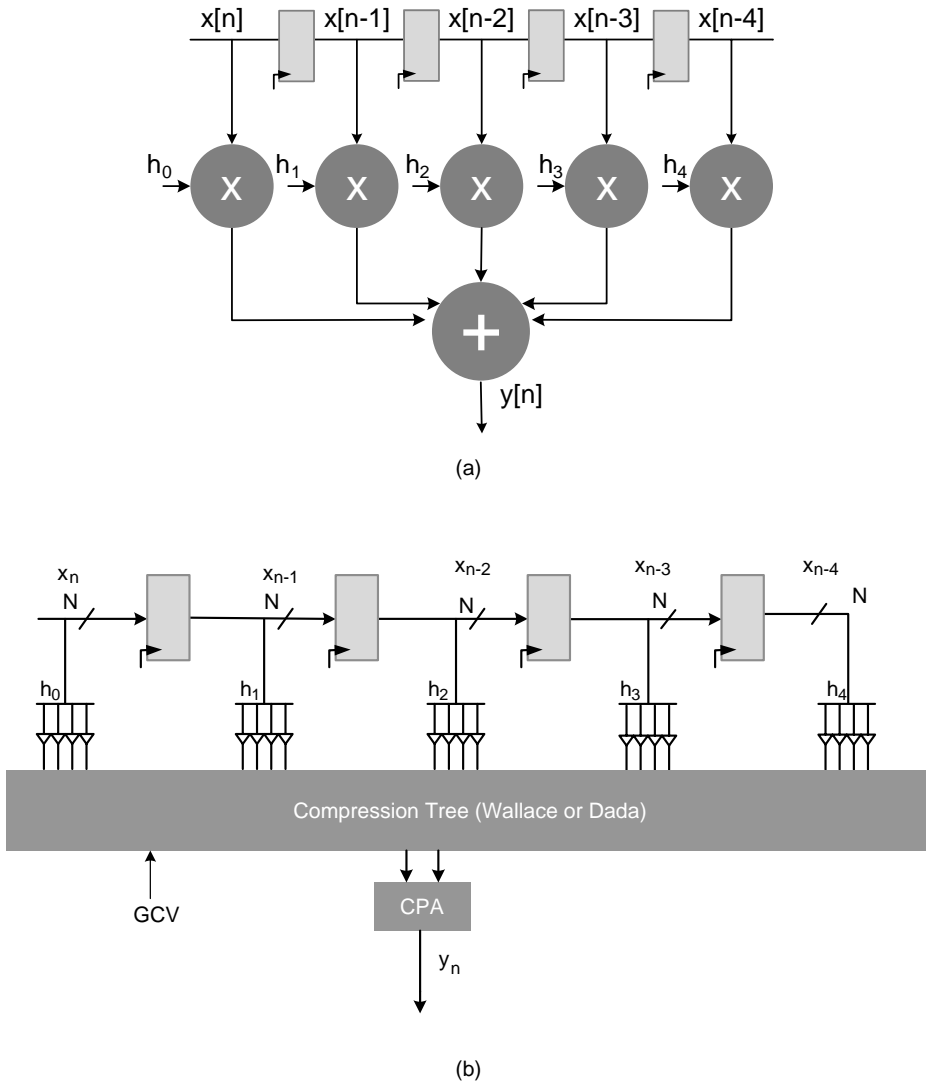 x[n] x[n-1] x[n-2] x[n-3] x[n-4]
h0 h1 h2 h3 h4
x x x x x
+
y[n]
(a)
xn xn-1 xn-2 xn-3 xn-4
N N N N N
h0 h1 h2 h3 h4
Compression Tree (Wallace or Dada)
GCV
CPA
yn
(b)